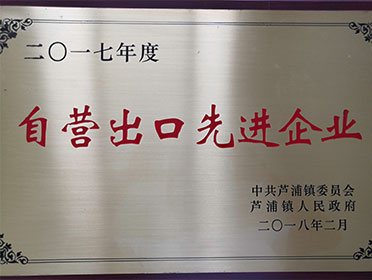 二〇一七年度
自营出口先进企业
中共芦浦镇委员会
芦浦镇人民政府
二〇一八年二月